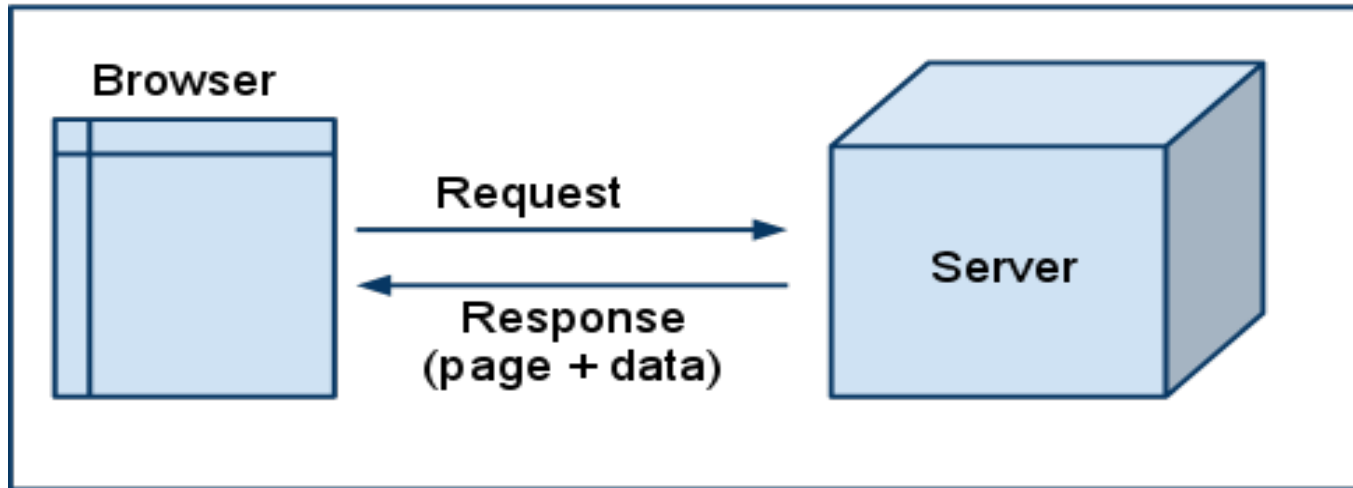 Browser
Request
Server
Response
(page + data)